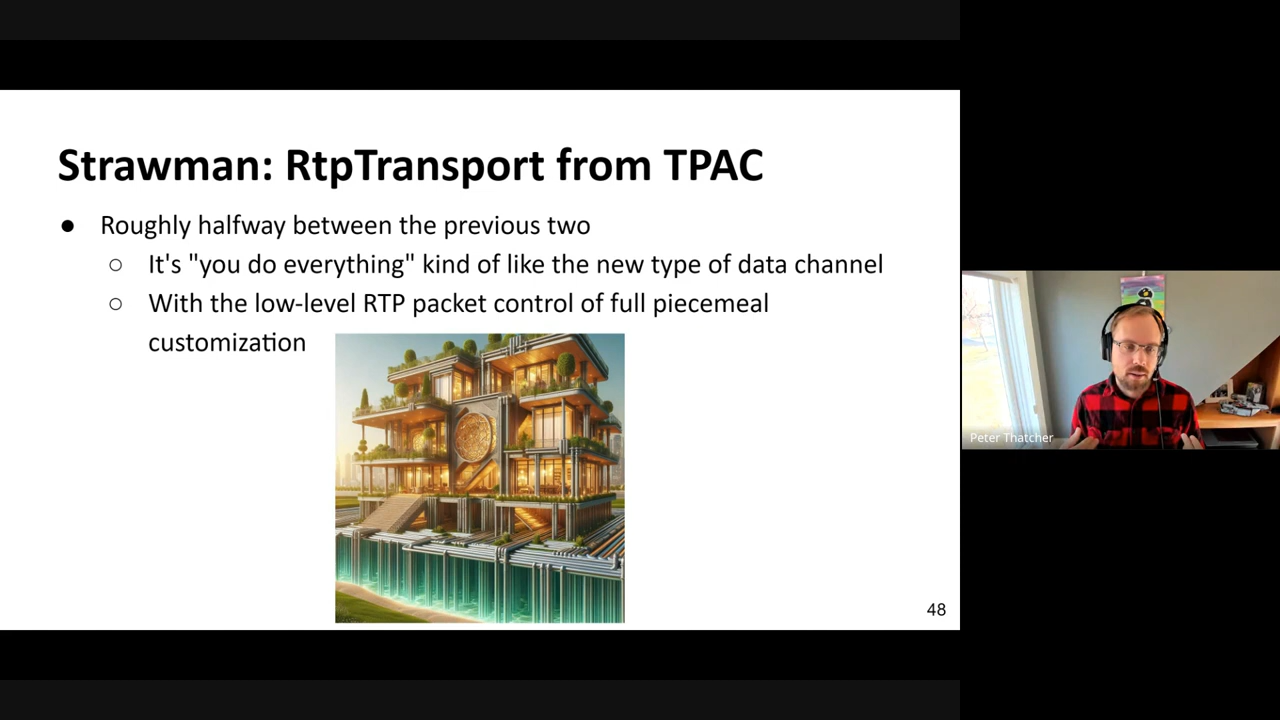 Strawman: RtpTransport from TPAC
● Roughly halfway between the previous two
○ It's "you do everything" kind of like the new type of data channel
○ With the low-level RTP packet control of full piecemeal
customization
48
Peter Thatcher